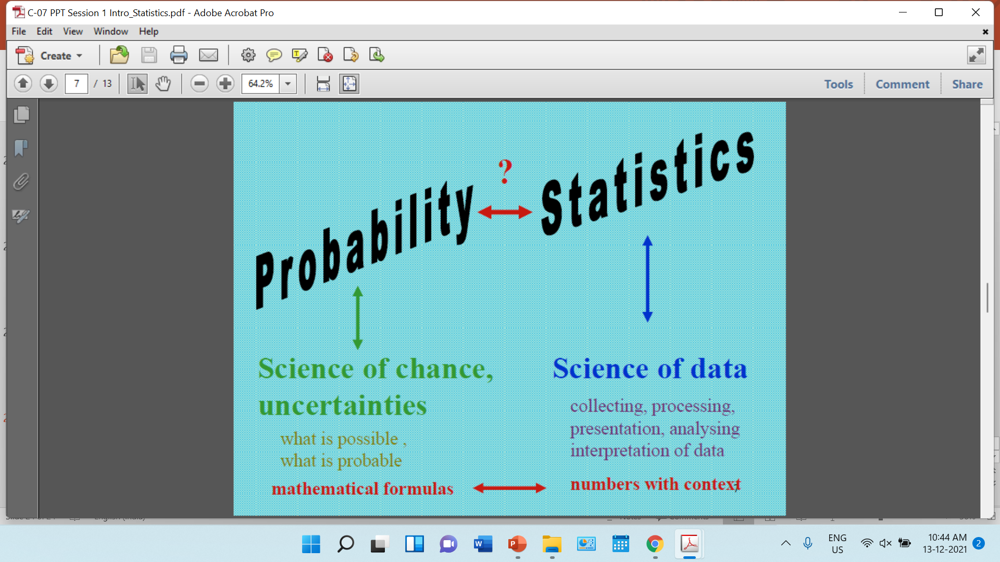 C-07 PPT Session 1 Intro_Statistics.pdf - Adobe Acrobat Pro
File Edit View Window Help
Create
7 / 13 64.2% Tools Comment Share
?
Probability Statistics
Science of chance, Science of data
uncertainties
collecting, processing,
presentation, analysing
interpretation of data
what is possible ,
what is probable
mathematical formulas numbers with context
ENG 10:44 AM
US 13-12-2021 2